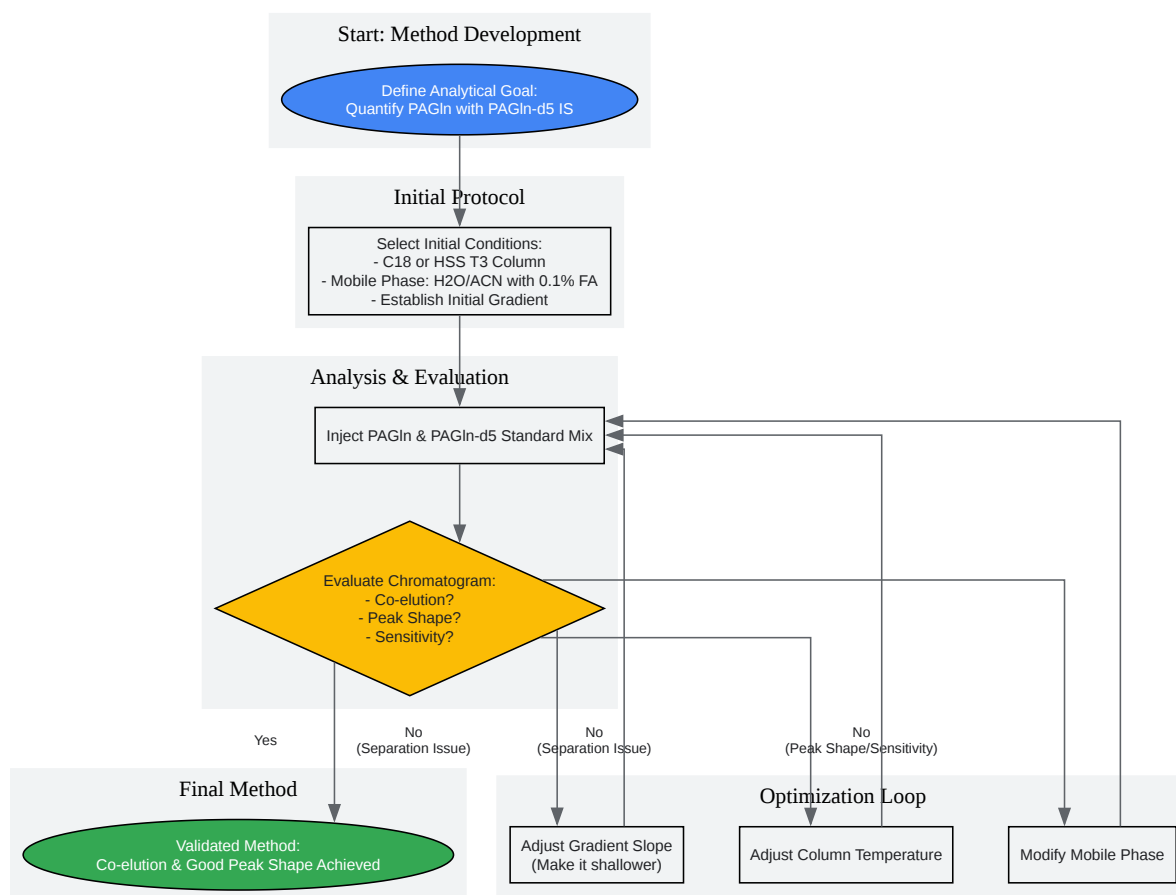 Start: Method Development
Define Analytical Goal:
Quantify PAGln with PAGln-d5 IS
Initial Protocol
Select Initial Conditions:
- C18 or HSS T3 Column
- Mobile Phase: H2O/ACN with 0.1% FA
- Establish Initial Gradient
Analysis & Evaluation
Inject PAGln & PAGln-d5 Standard Mix
Evaluate Chromatogram:
- Co-elution?
- Peak Shape?
- Sensitivity?
Yes
No
(Separation Issue)
No
(Separation Issue)
No
(Peak Shape/Sensitivity)
Final Method
Validated Method:
Co-elution & Good Peak Shape Achieved
Optimization Loop
Adjust Gradient Slope
(Make it shallower)
Adjust Column Temperature
Modify Mobile Phase